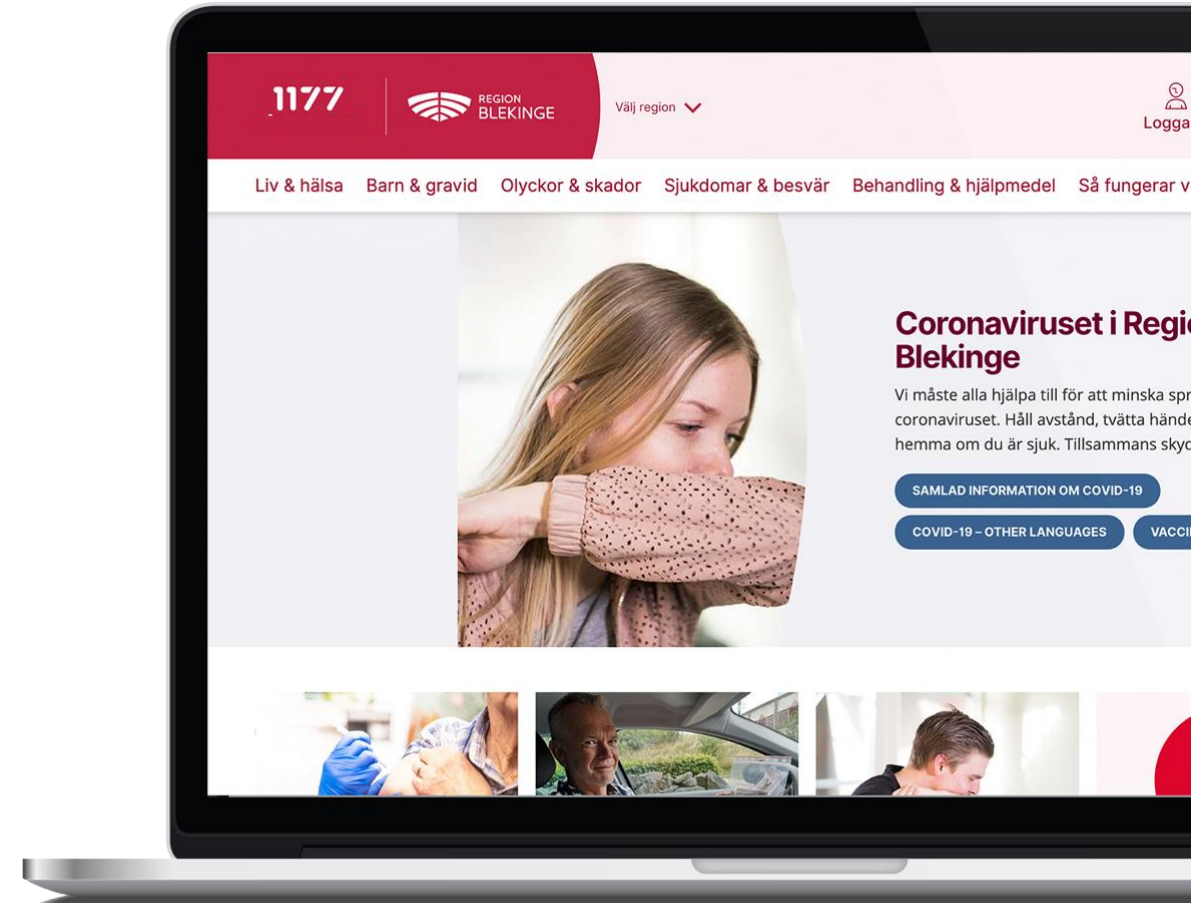 1177
REGION
BLEKINGE
Välj region
Logga
Liv & hälsa Barn & gravid Olyckor & skador Sjukdomar & besvär Behandling & hjälpmedel Så fungerar v
Coronaviruset i Regi
Blekinge
Vi måste alla hjälpa till för att minska spr
coronaviruset. Håll avstånd, tvätta hände
hemma om du är sjuk. Tillsammans skyd
SAMLAD INFORMATION OM COVID-19
COVID-19 – OTHER LANGUAGES VACCI